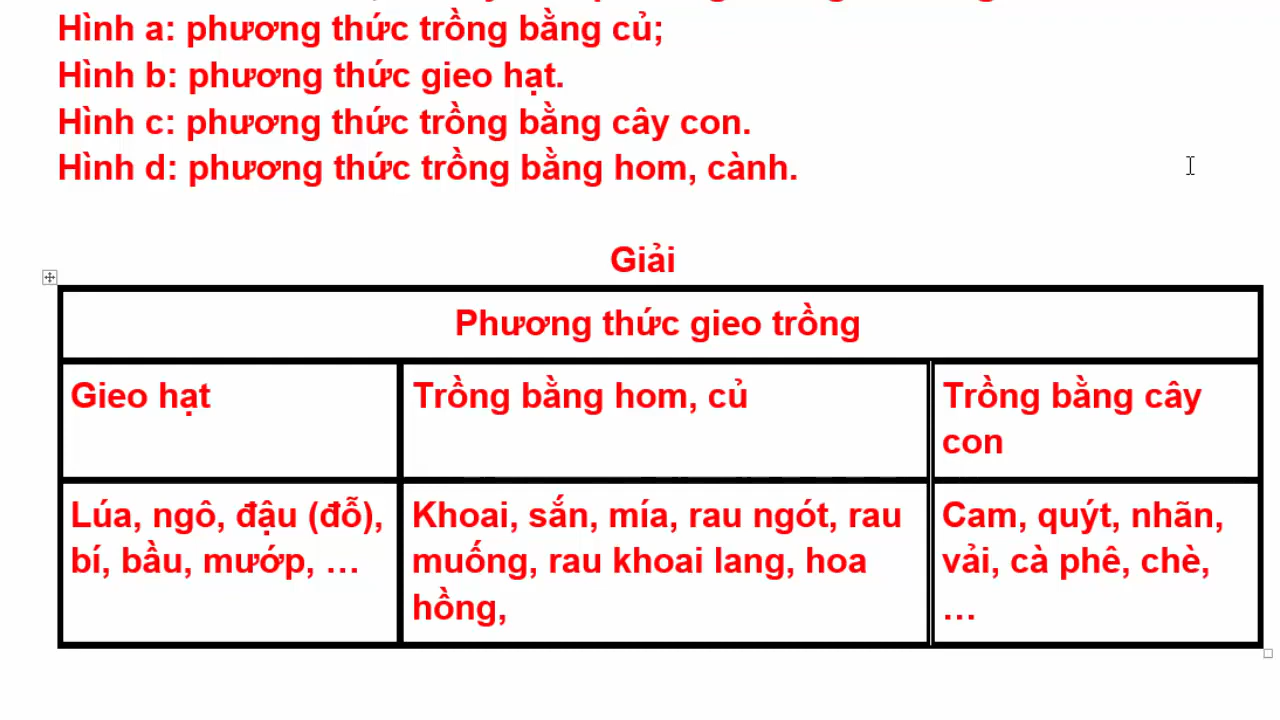 Hình a: phương thức trồng bằng củ;
Hình b: phương thức gieo hạt.
Hình c: phương thức trồng bằng cây con.
Hình d: phương thức trồng bằng hom, cành.
Giải
Phương thức gieo trồng
Gieo hạt
Trồng bằng hom, củ
Trồng bằng cây
con
Lúa, ngô, đậu (đỗ),
bí, bầu, mướp, …
Khoai, sắn, mía, rau ngót, rau
muống, rau khoai lang, hoa
hồng,
Cam, quýt, nhãn,
vải, cà phê, chè,
…